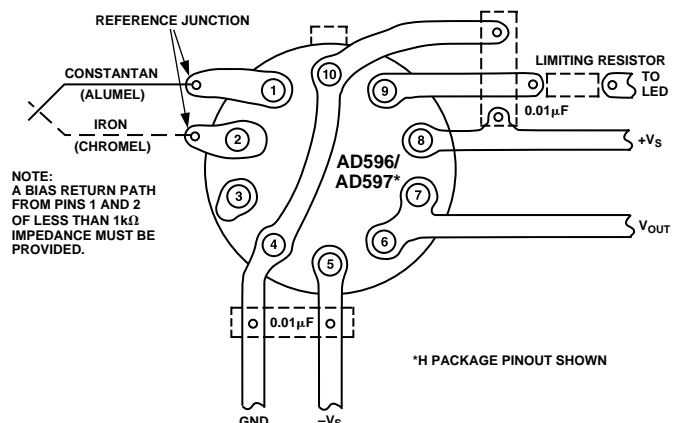 REFERENCE JUNCTION
CONSTANTAN
(ALUMEL)
IRON
(CHROMEL)
NOTE:
A BIAS RETURN PATH
FROM PINS 1 AND 2
OF LESS THAN 1kΩ
IMPEDANCE MUST BE
PROVIDED.
1
2
3
4
5
6
7
8
9
10
AD596/
AD597*
LIMITING RESISTOR
TO
LED
0.01μF
+VS
VOUT
0.01μF
*H PACKAGE PINOUT SHOWN
GND
–VS